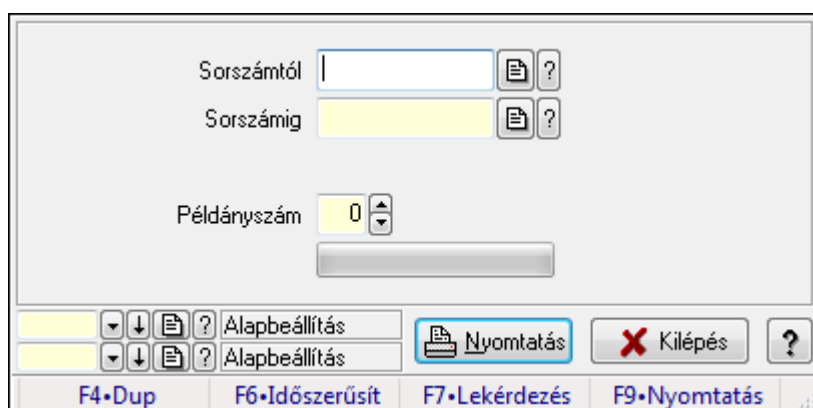 Sorszámtól ?
Sorszámig ?
Példányszám 0
? Alapbeállítás
? Alapbeállítás
Nyomtatás Kilépés ?
F4•Dup F6•Időszerűsít F7•Lekérdezés F9•Nyomtatás